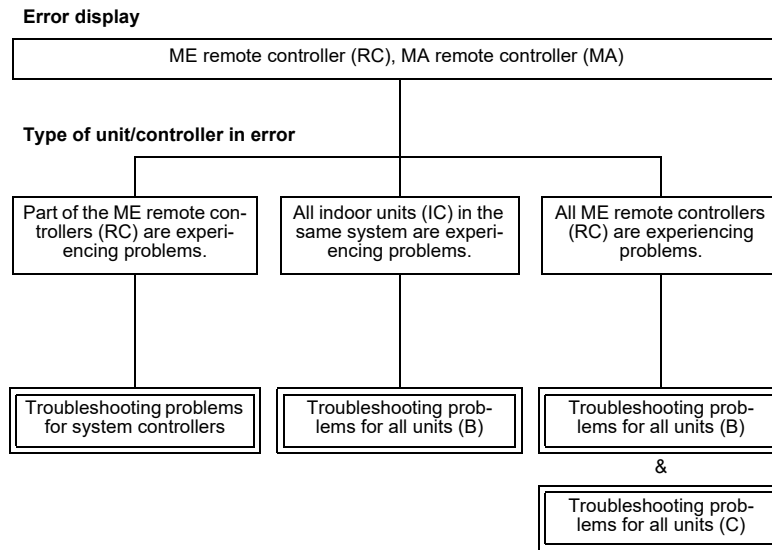 Error display
ME remote controller (RC), MA remote controller (MA)
Type of unit/controller in error
Part of the ME remote con-
trollers (RC) are experi-
encing problems.
All indoor units (IC) in the
same system are experi-
encing problems.
All ME remote controllers
(RC) are experiencing
problems.
Troubleshooting problems
for system controllers
Troubleshooting prob-
lems for all units (B)
Troubleshooting prob-
lems for all units (B)
&
Troubleshooting prob-
lems for all units (C)